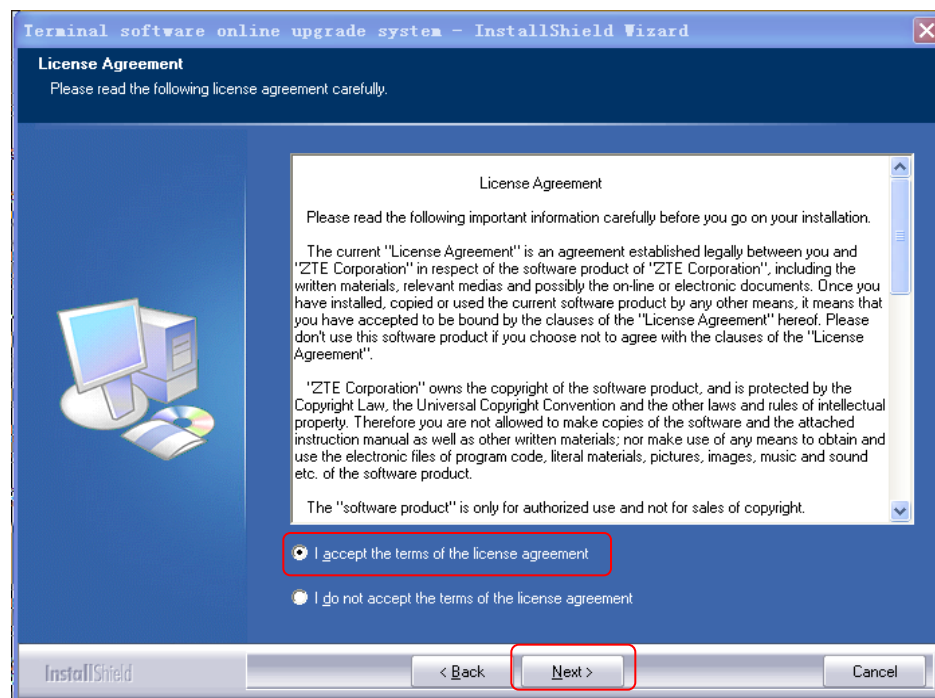 Terminal software online upgrade system - InstallShield Wizard
License Agreement
Please read the following license agreement carefully.
License Agreement
Please read the following important information carefully before you go on your installation.
The current "License Agreement" is an agreement established legally between you and
"ZTE Corporation" in respect of the software product of "ZTE Corporation", including the
written materials, relevant medias and possibly the on-line or electronic documents. Once you
have installed, copied or used the current software product by any other means, it means that
you have accepted to be bound by the clauses of the "License Agreement" hereof. Please
don't use this software product if you choose not to agree with the clauses of the "License
Agreement".
"ZTE Corporation" owns the copyright of the software product, and is protected by the
Copyright Law, the Universal Copyright Convention and the other laws and rules of intellectual
property. Therefore you are not allowed to make copies of the software and the attached
instruction manual as well as other written materials; nor make use of any means to obtain and
use the electronic files of program code, literal materials, pictures, images, music and sound
etc. of the software product.
The "software product" is only for authorized use and not for sales of copyright.
I accept the terms of the license agreement
I do not accept the terms of the license agreement
InstallShield
< Back
Next >
Cancel